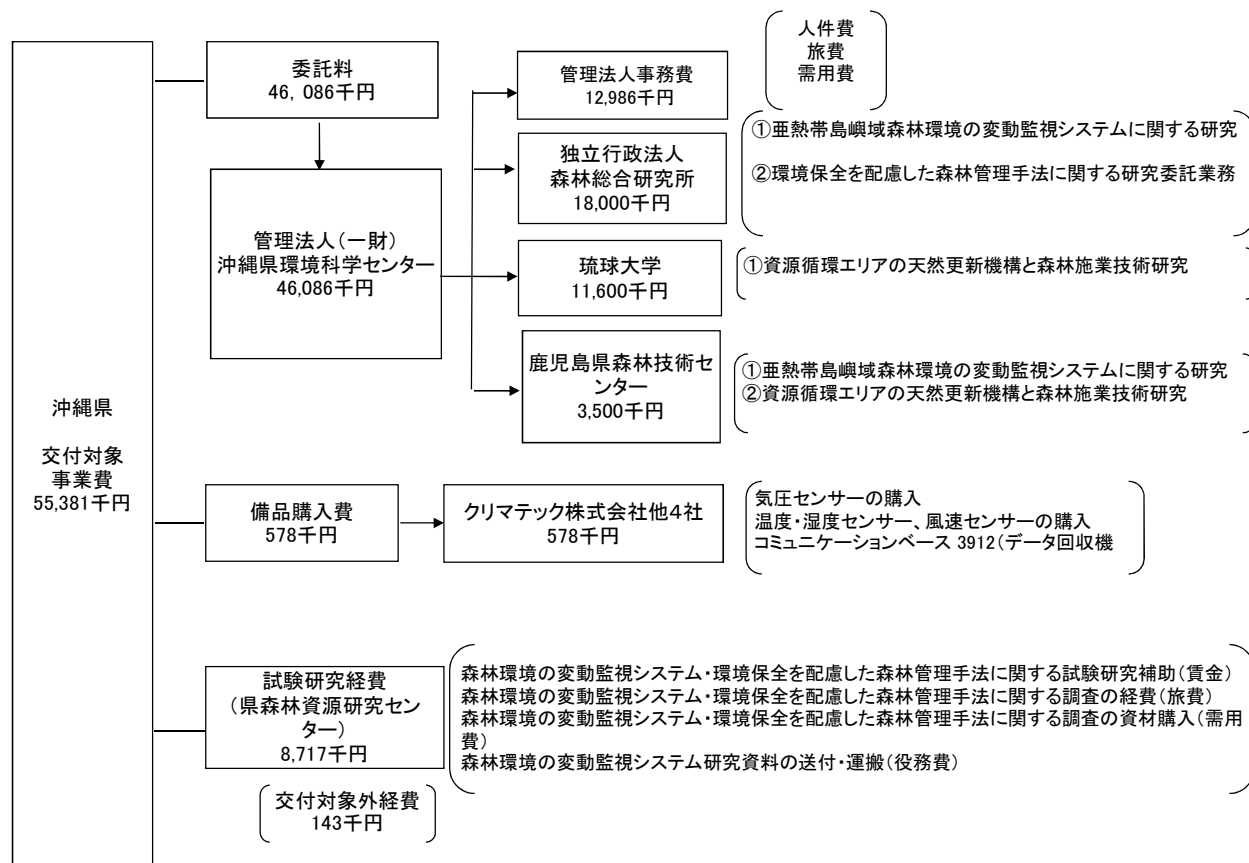 沖縄県
交付対象
事業費
55,381千円
委託料
46，086千円
管理法人（一財）
沖縄県環境科学センター
46,086千円
管理法人事務費
12,986千円
人件費
旅費
需用費
独立行政法人
森林総合研究所
18,000千円
①亜熱帯島嶼域森林環境の変動監視システムに関する研究
②環境保全を配慮した森林管理手法に関する研究委託業務
琉球大学
11,600千円
①資源循環エリアの天然更新機構と森林施業技術研究
鹿児島県森林技術セ
ンター
3,500千円
①亜熱帯島嶼域森林環境の変動監視システムに関する研究
②資源循環エリアの天然更新機構と森林施業技術研究
備品購入費
578千円
クリマテック株式会社他４社
578千円
気圧センサーの購入
温度・湿度センサー、風速センサーの購入
コミュニケーションベース 3912（データ回収機
試験研究経費
（県森林資源研究セン
ター）
8,717千円
森林環境の変動監視システム・環境保全を配慮した森林管理手法に関する試験研究補助（賃金）
森林環境の変動監視システム・環境保全を配慮した森林管理手法に関する調査の経費（旅費）
森林環境の変動監視システム・環境保全を配慮した森林管理手法に関する調査の資材購入（需用
費）
森林環境の変動監視システム研究資料の送付・運搬（役務費）
交付対象外経費
143千円